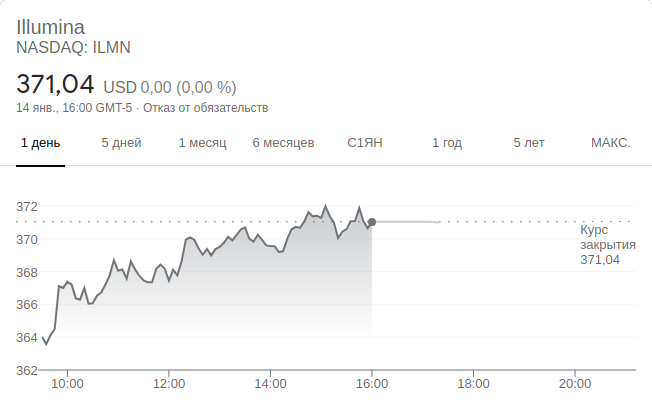 Illumina
NASDAQ: ILMN
371,04 USD 0,00 (0,00 %)
14 янв., 16:00 GMT-5 · Отказ от обязательств
1 день 5 дней 1 месяц 6 месяцев С1ЯН 1 год 5 лет МАКС.
372
370
Курс
закрытия
371,04
368
366
364
362
10:00 12:00 14:00 16:00 18:00 20:00